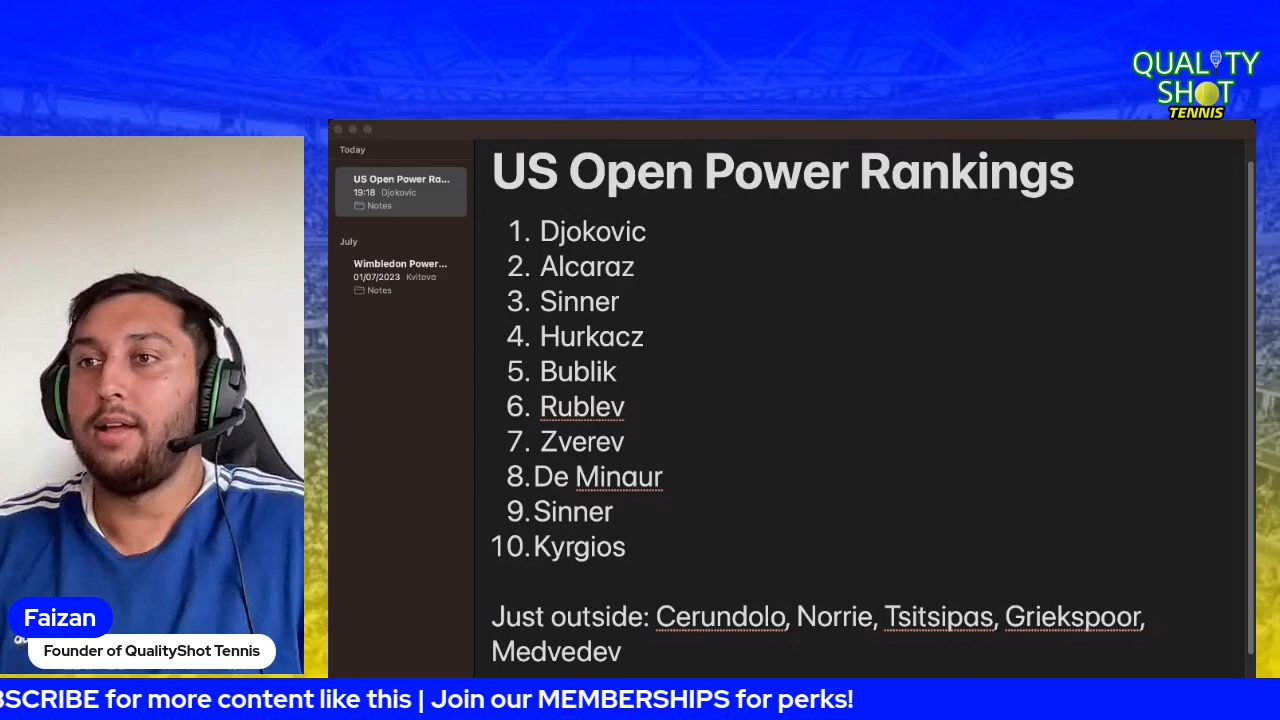 QUALITY
SHOT
TENNIS
Today
US Open Power Ra...
19:18 Djokovic
Notes
July
Wimbledon Power...
01/07/2023 Kvitova
Notes
US Open Power Rankings
1. Djokovic
2. Alcaraz
3. Sinner
4. Hurkacz
5. Bublik
6. Rublev
7. Zverev
8. De Minaur
9. Sinner
10. Kyrgios
Just outside: Cerundolo, Norrie, Tsitsipas, Griekspoor,
Medvedev
Faizan
Founder of QualityShot Tennis
BSCRIBE for more content like this | Join our MEMBERSHIPS for perks!